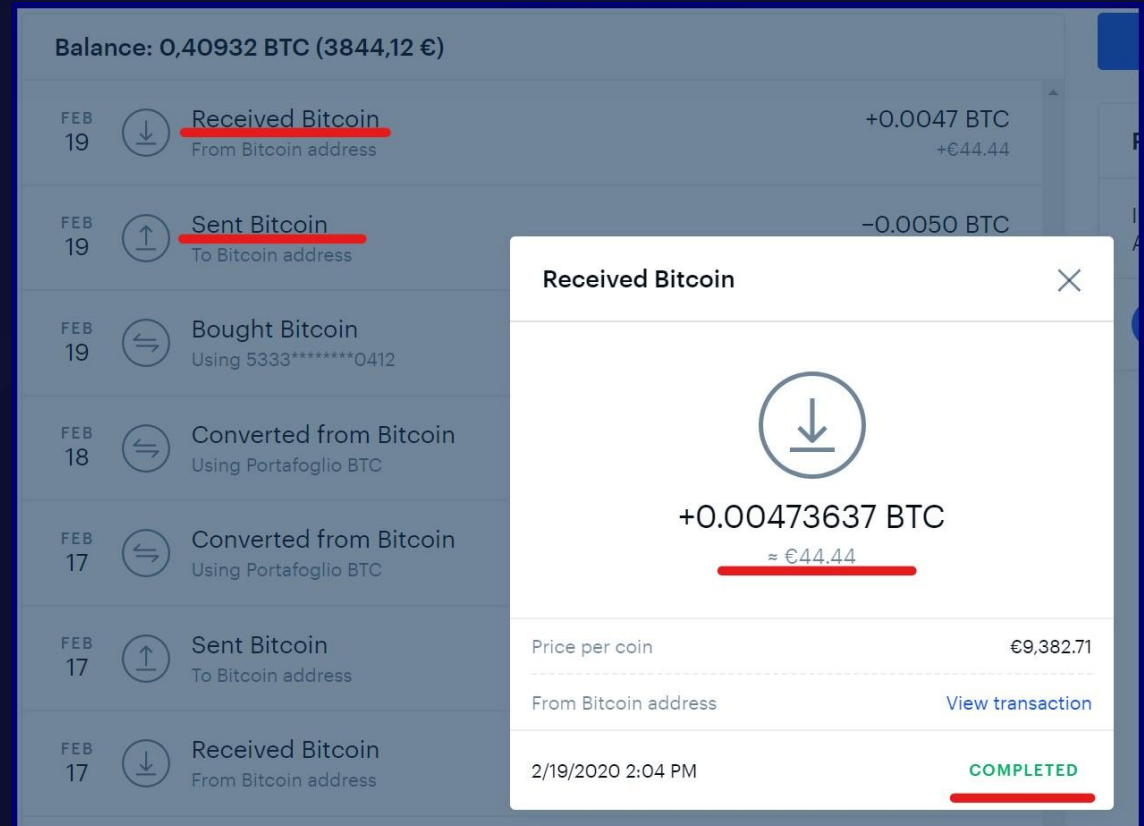 Balance: 0,40932 BTC (3844,12 €)
FEB
19
Received Bitcoin
From Bitcoin address
+0.0047 BTC
+€44.44
FEB
19
Sent Bitcoin
To Bitcoin address
−0.0050 BTC
FEB
19
Bought Bitcoin
Using 5333********0412
FEB
18
Converted from Bitcoin
Using Portafoglio BTC
FEB
17
Converted from Bitcoin
Using Portafoglio BTC
FEB
17
Sent Bitcoin
To Bitcoin address
FEB
17
Received Bitcoin
From Bitcoin address
Received Bitcoin
+0.00473637 BTC
≈ €44.44
Price per coin
€9,382.71
From Bitcoin address
View transaction
2/19/2020 2:04 PM
COMPLETED